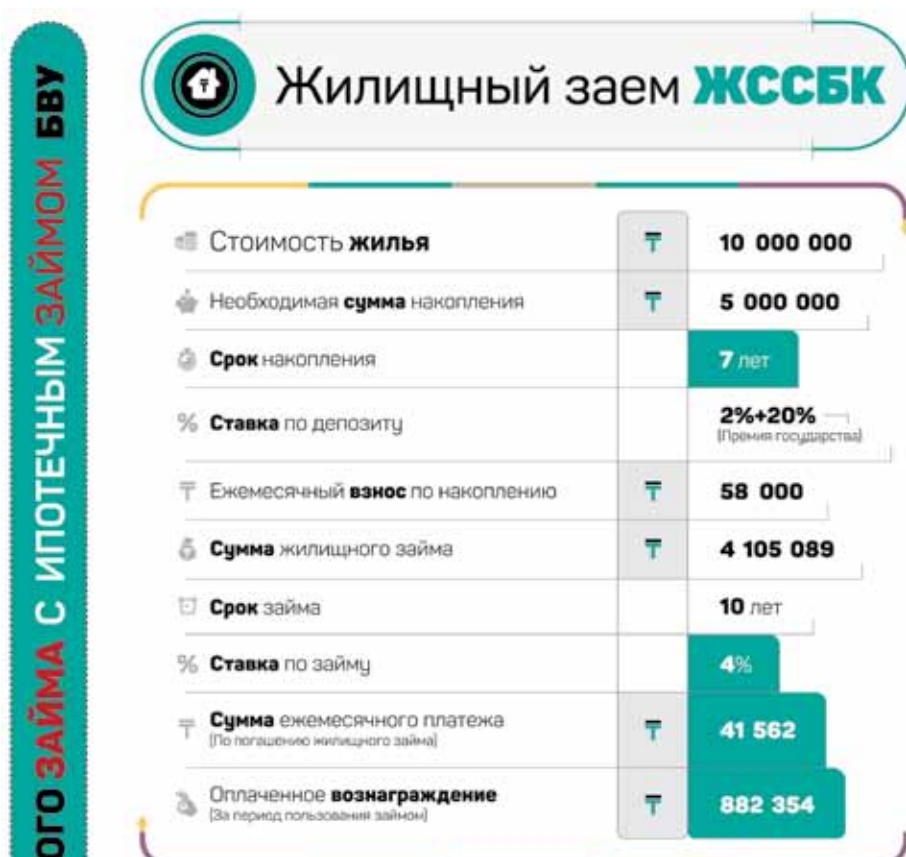 ОГО ЗАЙМА С ИПОТЕЧНЫМ ЗАЙМОМ БВУ
Жилищный заем ЖССБК
Стоимость жилья ₸ 10 000 000
Необходимая сумма накопления ₸ 5 000 000
Срок накопления 7 лет
% Ставка по депозиту 2%+20%
(Премия государства)
₸ Ежемесячный взнос по накоплению ₸ 58 000
Сумма жилищного займа ₸ 4 105 089
Срок займа 10 лет
% Ставка по займу 4%
₸ Сумма ежемесячного платежа ₸ 41 562
(По погашению жилищного займа)
Оплаченное вознаграждение ₸ 882 354
(За период пользования займом)